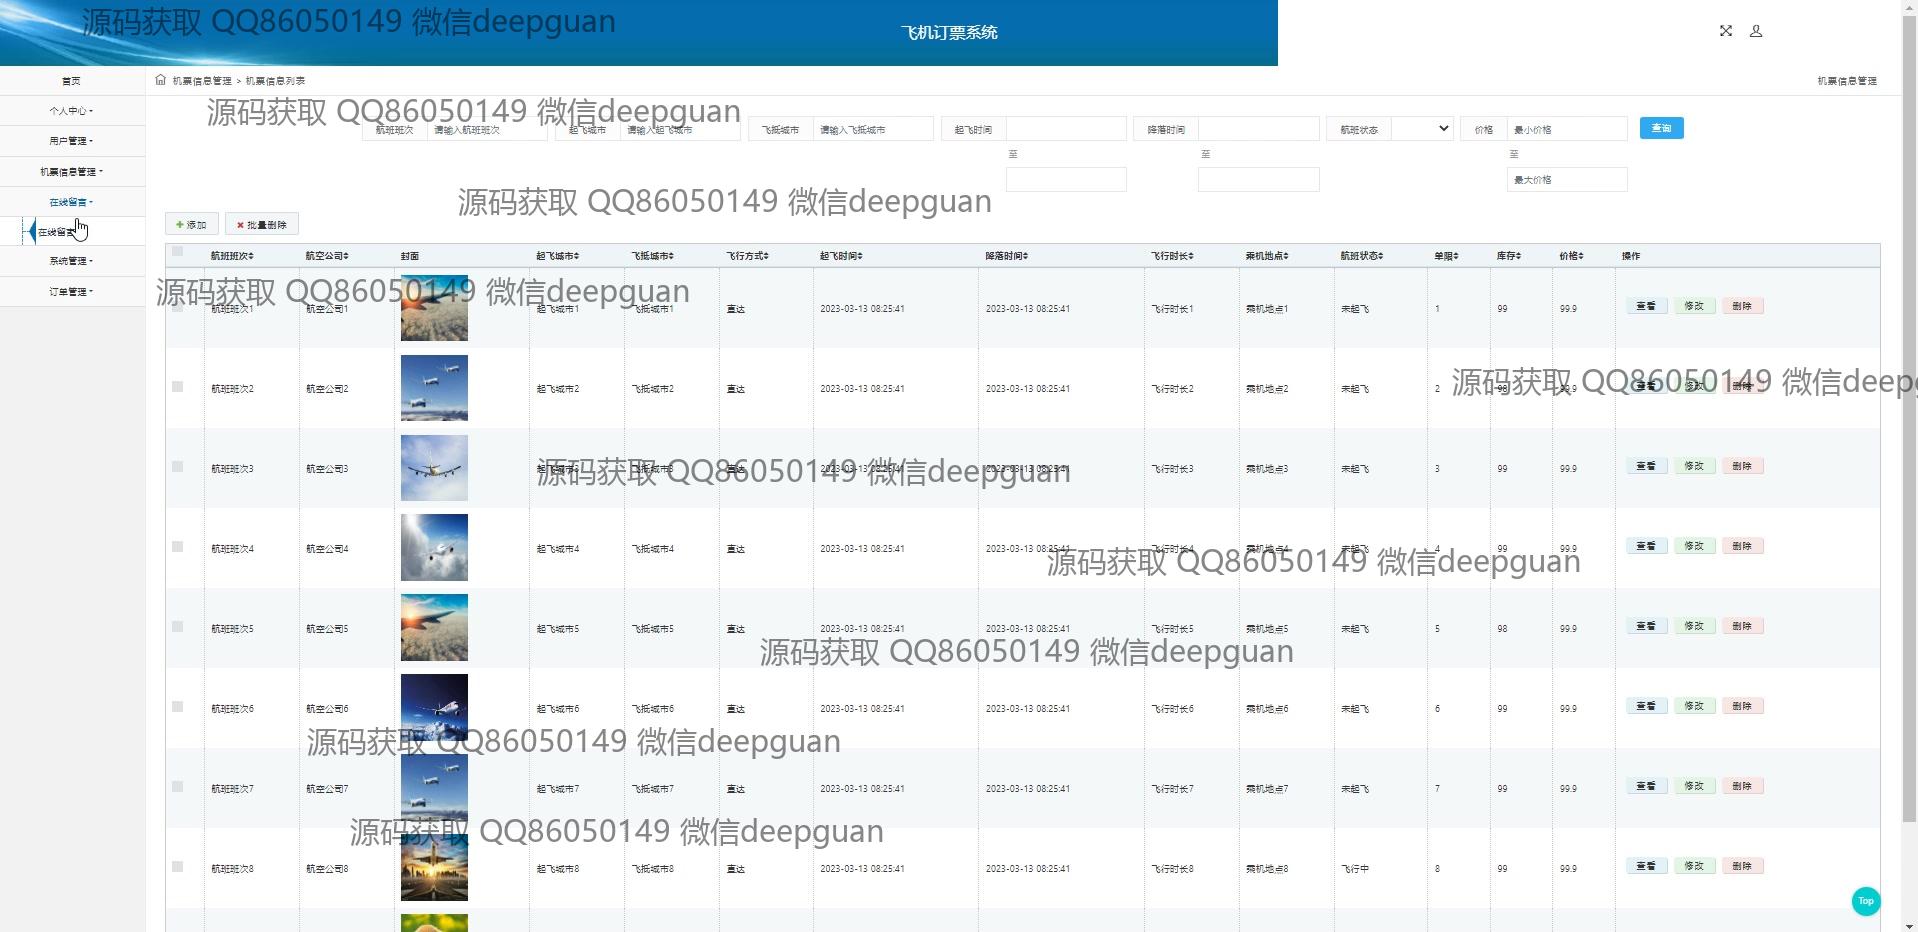 源码获取 QQ86050149 微信deepguan
飞机订票系统
首页
个人中心
用户管理
机票信息管理
在线留言
在线留言
系统管理
订单管理
机票信息管理 > 机票信息列表
机票信息管理
源码获取 QQ86050149 微信deepguan
航班班次 请输入航班班次 起飞城市 请输入起飞城市 飞抵城市 请输入飞抵城市 起飞时间 降落时间 航班状态 价格 最小价格 查询
至 至 至
最大价格
源码获取 QQ86050149 微信deepguan
添加 批量删除
航班班次 航空公司 封面 起飞城市 飞抵城市 飞行方式 起飞时间 降落时间 飞行时长 乘机地点 航班状态 单限 库存 价格 操作
源码获取 QQ86050149 微信deepguan
航班班次1 航空公司1 起飞城市1 飞抵城市1 直达 2023-03-13 08:25:41 2023-03-13 08:25:41 飞行时长1 乘机地点1 未起飞 1 99 99.9 查看 修改 删除
源码获取 QQ86050149 微信deepg
航班班次2 航空公司2 起飞城市2 飞抵城市2 直达 2023-03-13 08:25:41 2023-03-13 08:25:41 飞行时长2 乘机地点2 未起飞 2 98 99.9 查看 修改 删除
航班班次3 航空公司3 起飞城市3 飞抵城市3 直达 2023-03-13 08:25:41 2023-03-13 08:25:41 飞行时长3 乘机地点3 未起飞 3 99 99.9 查看 修改 删除
源码获取 QQ86050149 微信deepguan
航班班次4 航空公司4 起飞城市4 飞抵城市4 直达 2023-03-13 08:25:41 2023-03-13 08:25:41 飞行时长4 乘机地点4 未起飞 4 99 99.9 查看 修改 删除
源码获取 QQ86050149 微信deepguan
航班班次5 航空公司5 起飞城市5 飞抵城市5 直达 2023-03-13 08:25:41 2023-03-13 08:25:41 飞行时长5 乘机地点5 未起飞 5 98 99.9 查看 修改 删除
源码获取 QQ86050149 微信deepguan
航班班次6 航空公司6 起飞城市6 飞抵城市6 直达 2023-03-13 08:25:41 2023-03-13 08:25:41 飞行时长6 乘机地点6 未起飞 6 99 99.9 查看 修改 删除
源码获取 QQ86050149 微信deepguan
航班班次7 航空公司7 起飞城市7 飞抵城市7 直达 2023-03-13 08:25:41 2023-03-13 08:25:41 飞行时长7 乘机地点7 未起飞 7 99 99.9 查看 修改 删除
源码获取 QQ86050149 微信deepguan
航班班次8 航空公司8 起飞城市8 飞抵城市8 直达 2023-03-13 08:25:41 2023-03-13 08:25:41 飞行时长8 乘机地点8 飞行中 8 99 99.9 查看 修改 删除
Top